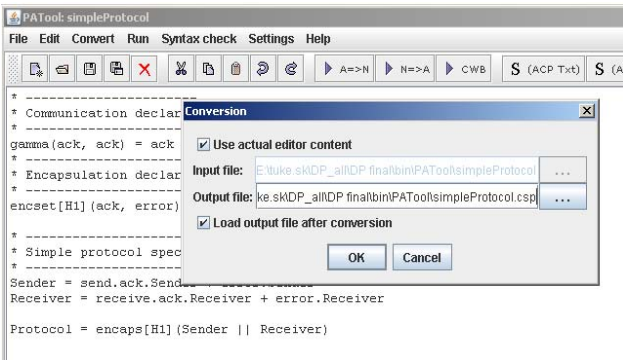 PATool: simpleProtocol
File Edit Convert Run Syntax check Settings Help
A=>N N=>A CWB S (ACP Txt) S (A
* -----------------------
* Communication declar
* ---------------------
gamma(ack, ack) = ack
* ---------------------
* Encapsulation declar
* ---------------------
encset[H1](ack, error)
* ---------------------
* Simple protocol spec
* ---------------------
Sender = send.ack.Send
Receiver = receive.ack.Receiver + error.Receiver
Protocol = encaps[H1](Sender || Receiver)
Conversion
Use actual editor content
Input file: E:\tuke.sk\DP_all\DP final\bin\PATool\simpleProtocol ...
Output file: ke.sk\DP_all\DP final\bin\PATool\simpleProtocol.csp ...
Load output file after conversion
OK Cancel